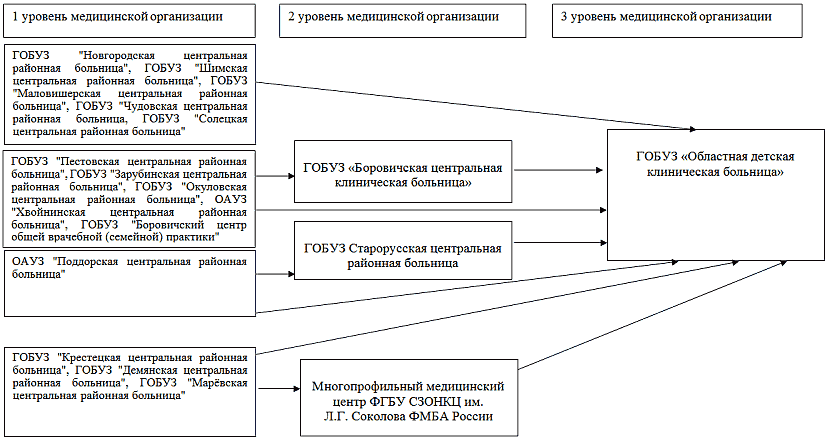 1 уровень медицинской организации
2 уровень медицинской организации
3 уровень медицинской организации
ГОБУЗ "Новгородская центральная
районная больница", ГОБУЗ "Шимская
центральная районная больница", ГОБУЗ
"Маловишерская центральная районная
больница", ГОБУЗ "Чудовская центральная
районная больница, ГОБУЗ "Солецкая
центральная районная больница"
ГОБУЗ "Пестовская центральная районная
больница", ГОБУЗ "Зарубинская центральная
районная больница", ГОБУЗ "Окуловская
центральная районная больница", ОАУЗ
"Хвойнинская центральная районная
больница", ГОБУЗ "Боровичский центр
общей врачебной (семейной) практики"
ГОБУЗ «Боровичская центральная
клиническая больница»
ГОБУЗ «Областная детская
клиническая больница»
ГОБУЗ Старорусская центральная
районная больница
ОАУЗ "Поддорская центральная районная
больница"
ГОБУЗ "Крестецкая центральная районная
больница", ГОБУЗ "Демянская центральная
районная больница", ГОБУЗ "Марёвская
центральная районная больница"
Многопрофильный медицинский
центр ФГБУ СЗОНКЦ им.
Л.Г. Соколова ФМБА России